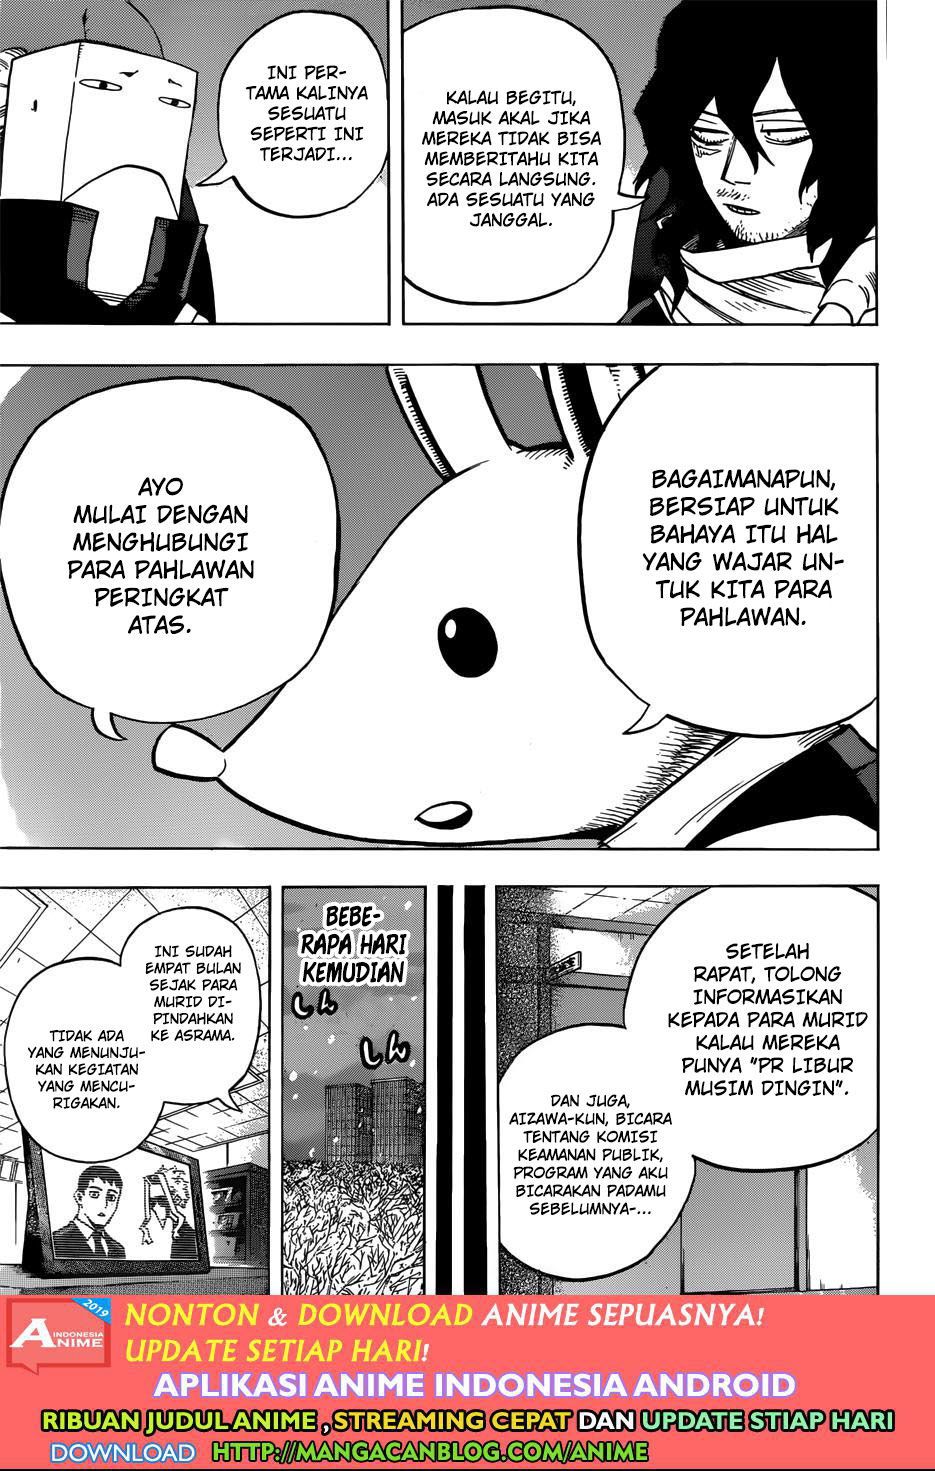 KALAU BEGITU,
MASUK AKAL JIKA
MEREKA TIDAK BISA
MEMBERITAHU KITA
SECARA LANGSUNG.
ADA SESUATU YANG
JANGGAL.
INI PER-
TAMA KALINYA
SESUATU
SEPERTI INI
TERJADI...
BAGAIMANAPUN,
BERSIAP UNTUK
BAHAYA ITU HAL
YANG WAJAR UN-
TUK KITA PARA
PAHLAWAN.
AYO
MULAI DENGAN
MENGHUBUNGI
PARA PAHLAWAN
PERINGKAT
ATAS.
SETELAH
RAPAT, TOLONG
INFORMASIKAN
KEPADA PARA MURID
KALAU MEREKA
PUNYA "PR LIBUR
MUSIM DINGIN".
DAN JUGA,
AIZAWA-KUN, BICARA
TENTANG KOMISI
KEAMANAN PUBLIK,
PROGRAM YANG AKU
BICARAKAN PADAMU
SEBELUMNYA-...
BEBE-
RAPA HARI
KEMUDIAN
しん
しん
INI SUDAH
EMPAT BULAN
SEJAK PARA
MURID DI-
PINDAHKAN
KE ASRAMA.
TIDAK ADA
YANG MENUNJU-
KAN KEGIATAN
YANG MENCU-
RIGAKAN.
2019
INDONESIA
ANIME
NONTON & DOWNLOAD ANIME SEPUASNYA!
UPDATE SETIAP HARI!
APLIKASI ANIME INDONESIA ANDROID
RIBUAN JUDUL ANIME , STREAMING CEPAT DAN UPDATE STIAP HARI
DOWNLOAD HTTP://MANGACANBLOG.COM/ANIME